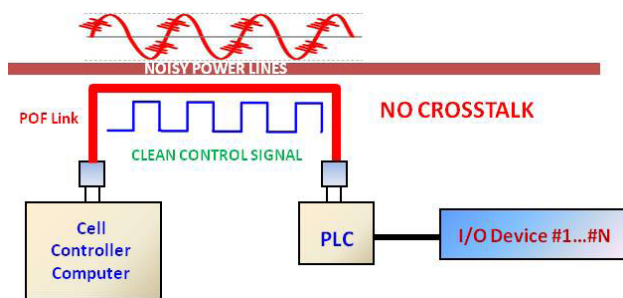 NOISY POWER LINES
POF Link
NO CROSSTALK
CLEAN CONTROL SIGNAL
Cell
Controller
Computer
PLC
I/O Device #1...#N